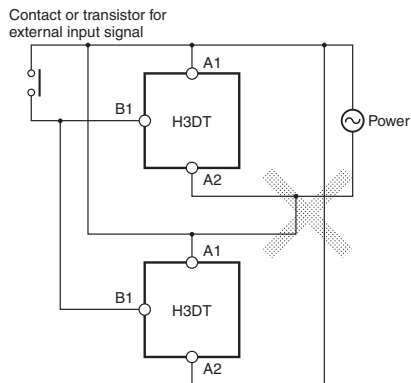 Contact or transistor for
external input signal
A1
B1
H3DT
Power
A2
A1
B1
H3DT
A2